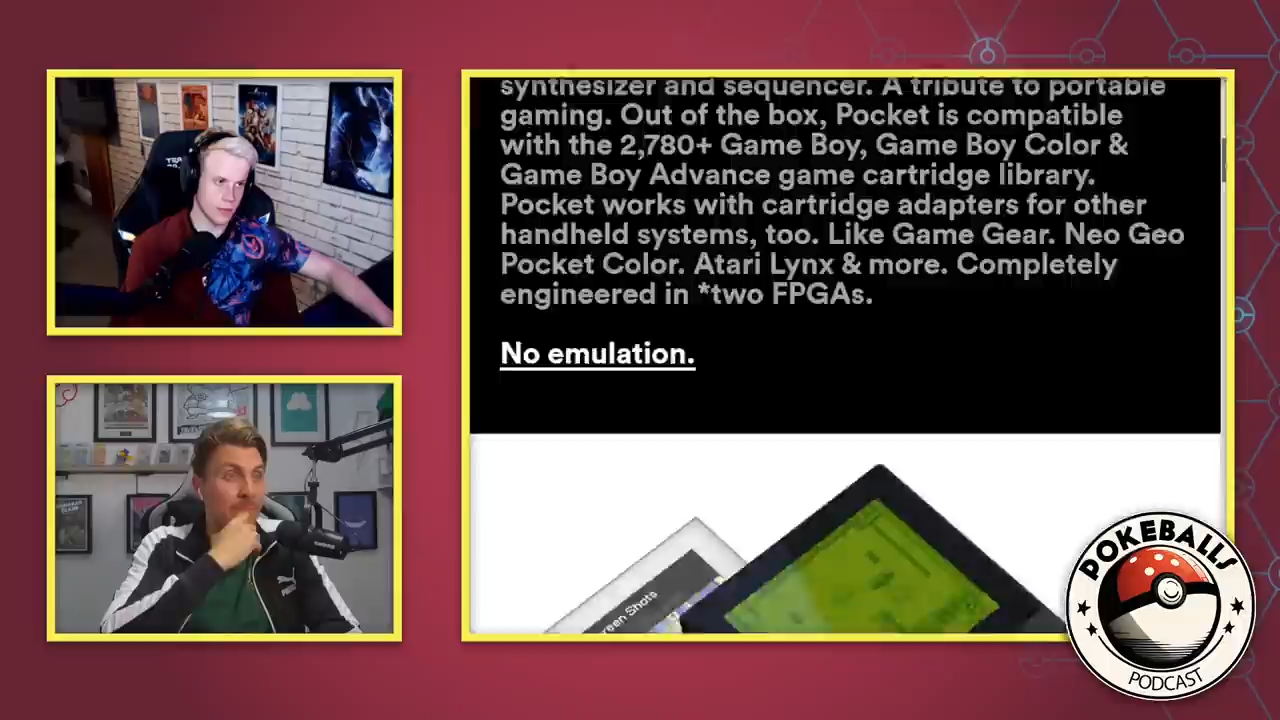 synthesizer and sequencer. A tribute to portable
gaming. Out of the box, Pocket is compatible
with the 2,780+ Game Boy, Game Boy Color &
Game Boy Advance game cartridge library.
Pocket works with cartridge adapters for other
handheld systems, too. Like Game Gear. Neo Geo
Pocket Color. Atari Lynx & more. Completely
engineered in *two FPGAs.
No emulation.
reen Shots
POKEBALLS
PODCAST